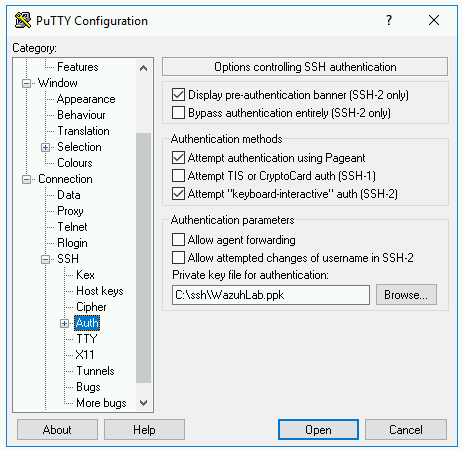 PuTTY Configuration
?
Category:
Features
Window
Appearance
Behaviour
Translation
Selection
Colours
Connection
Data
Proxy
Telnet
Rlogin
SSH
Kex
Host keys
Cipher
Auth
TTY
X11
Tunnels
Bugs
More bugs
Options controlling SSH authentication
Display pre-authentication banner (SSH-2 only)
Bypass authentication entirely (SSH-2 only)
Authentication methods
Attempt authentication using Pageant
Attempt TIS or CryptoCard auth (SSH-1)
Attempt "keyboard-interactive" auth (SSH-2)
Authentication parameters
Allow agent forwarding
Allow attempted changes of username in SSH-2
Private key file for authentication:
C:\ssh\WazuhLab.ppk
Browse...
About
Help
Open
Cancel